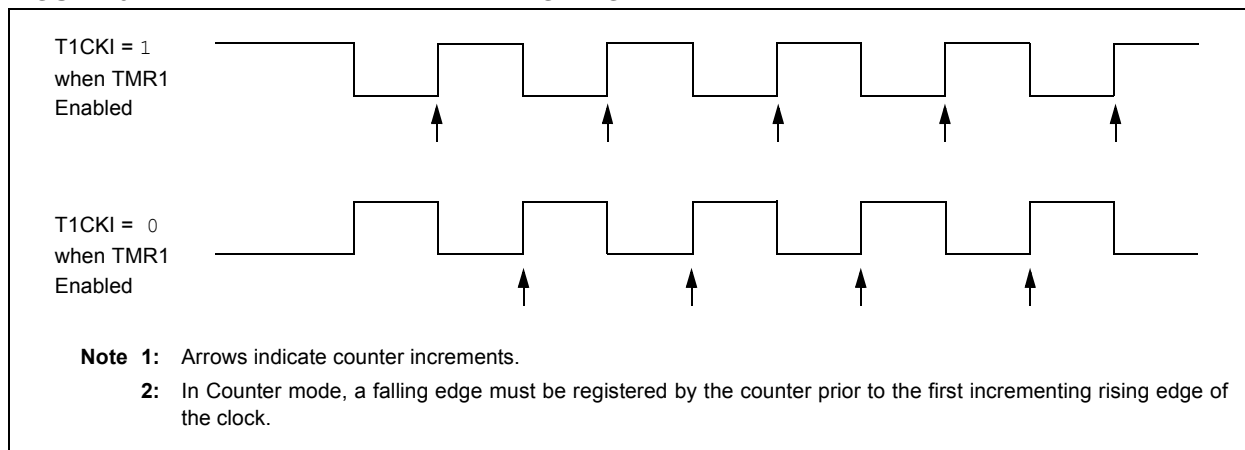 T1CKI = 1
when TMR1
Enabled
T1CKI = 0
when TMR1
Enabled
Note 1: Arrows indicate counter increments.
2: In Counter mode, a falling edge must be registered by the counter prior to the first incrementing rising edge of
the clock.